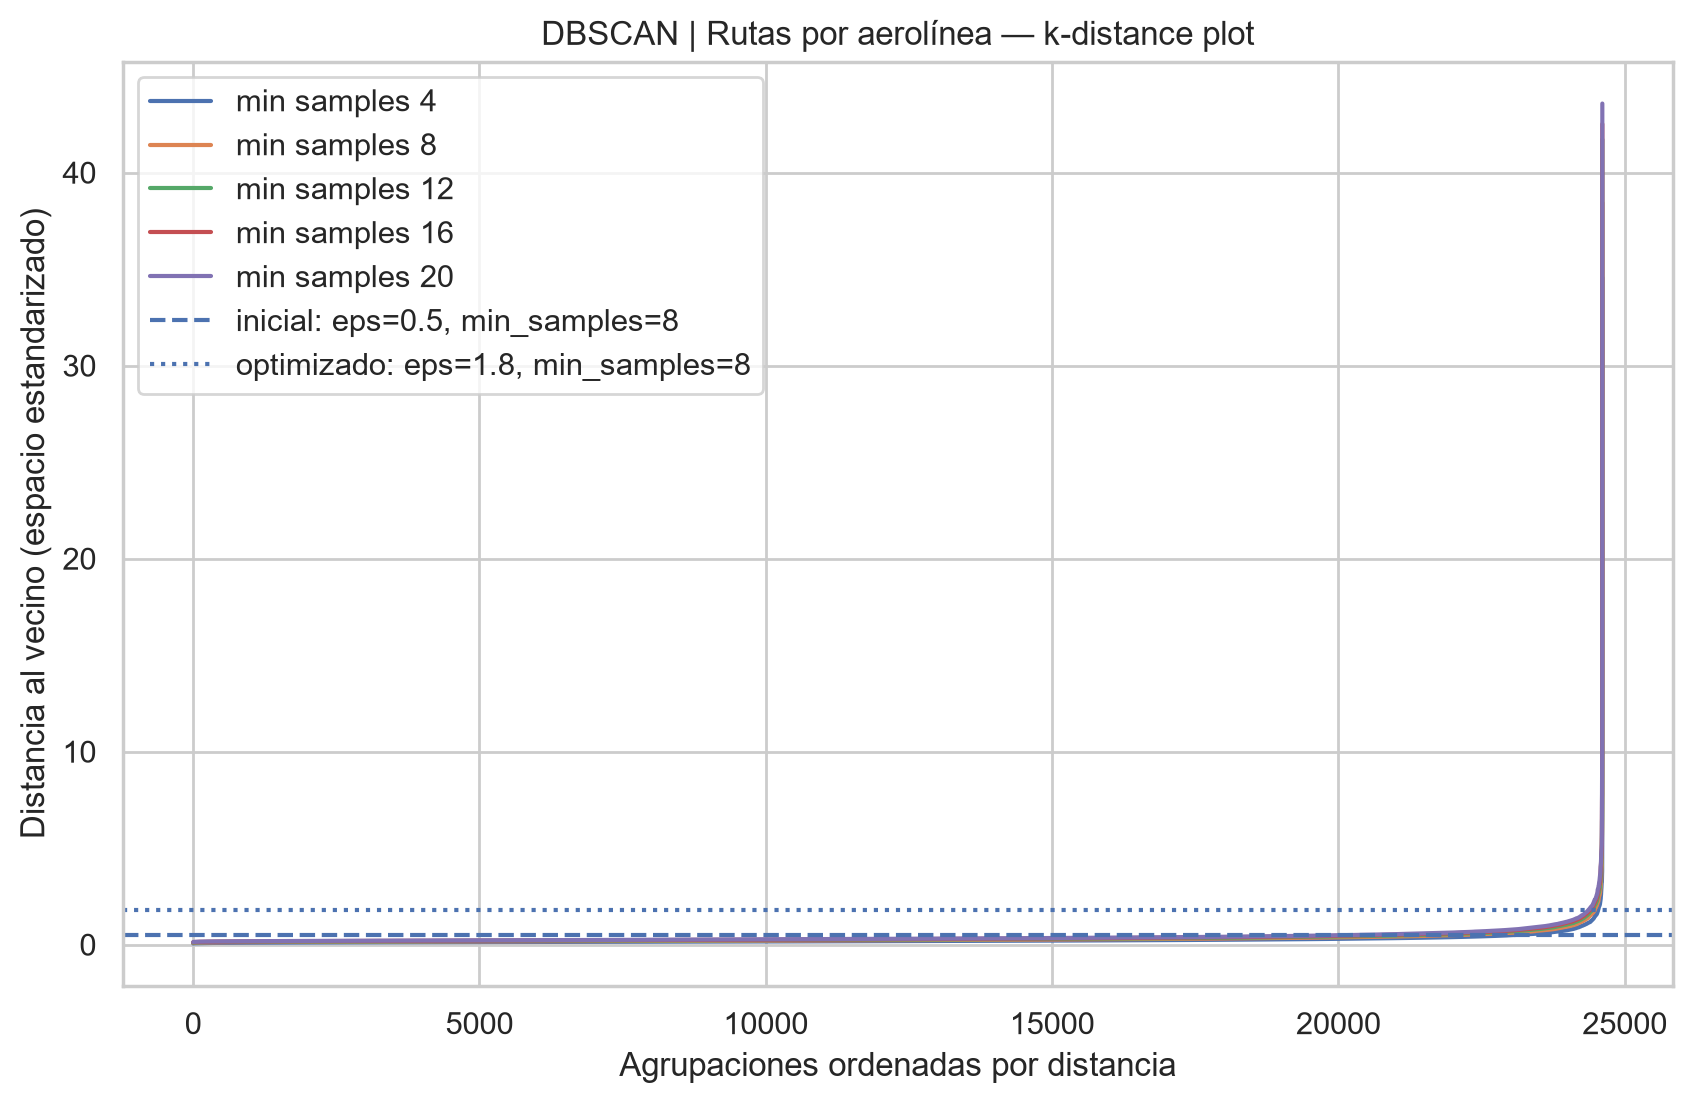 DBSCAN | Rutas por aerolínea — k-distance plot
min samples 4
min samples 8
min samples 12
min samples 16
min samples 20
inicial: eps=0.5, min_samples=8
optimizado: eps=1.8, min_samples=8
Distancia al vecino (espacio estandarizado)
40
30
20
10
0
0 5000 10000 15000 20000 25000
Agrupaciones ordenadas por distancia